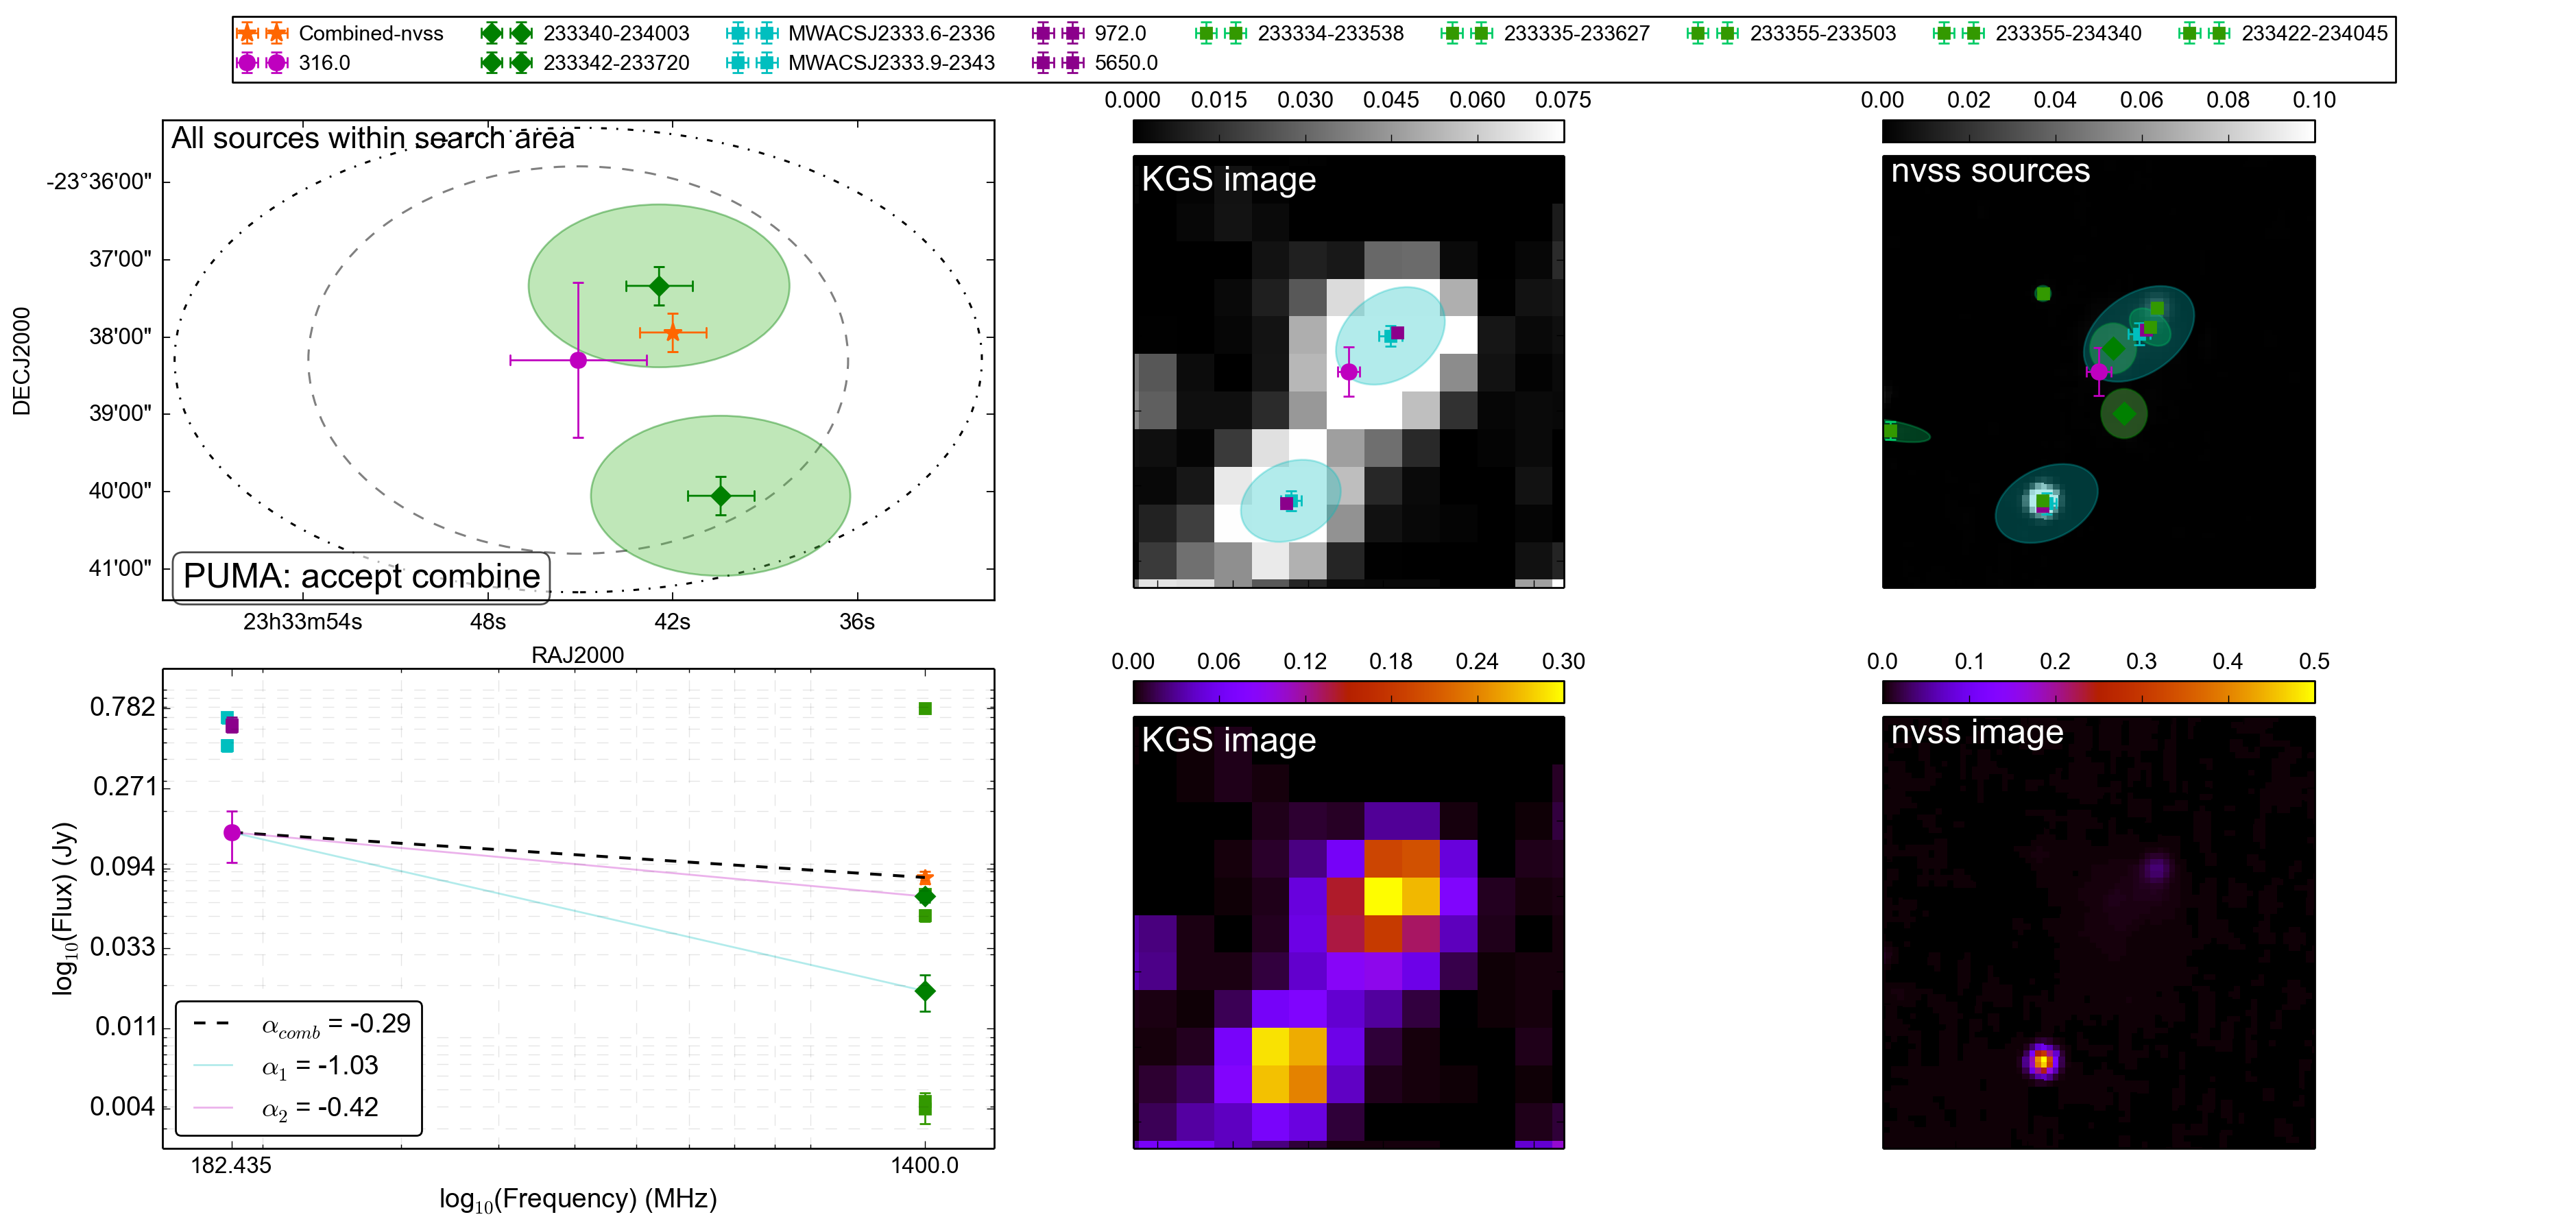 Combined-nvss 233340-234003 MWACSJ2333.6-2336 972.0 233334-233538 233335-233627 233355-233503 233355-234340 233422-234045
316.0 233342-233720 MWACSJ2333.9-2343 5650.0
All sources within search area
-23°36'00"
37'00"
38'00"
39'00"
40'00"
41'00"
DECJ2000
PUMA: accept combine
23h33m54s 48s 42s 36s
RAJ2000
0.000 0.015 0.030 0.045 0.060 0.075
KGS image
0.00 0.02 0.04 0.06 0.08 0.10
nvss sources
0.782
0.271
0.094
0.033
0.011
0.004
log10(Flux) (Jy)
αcomb = -0.29
α1 = -1.03
α2 = -0.42
182.435 1400.0
log10(Frequency) (MHz)
0.00 0.06 0.12 0.18 0.24 0.30
KGS image
0.0 0.1 0.2 0.3 0.4 0.5
nvss image